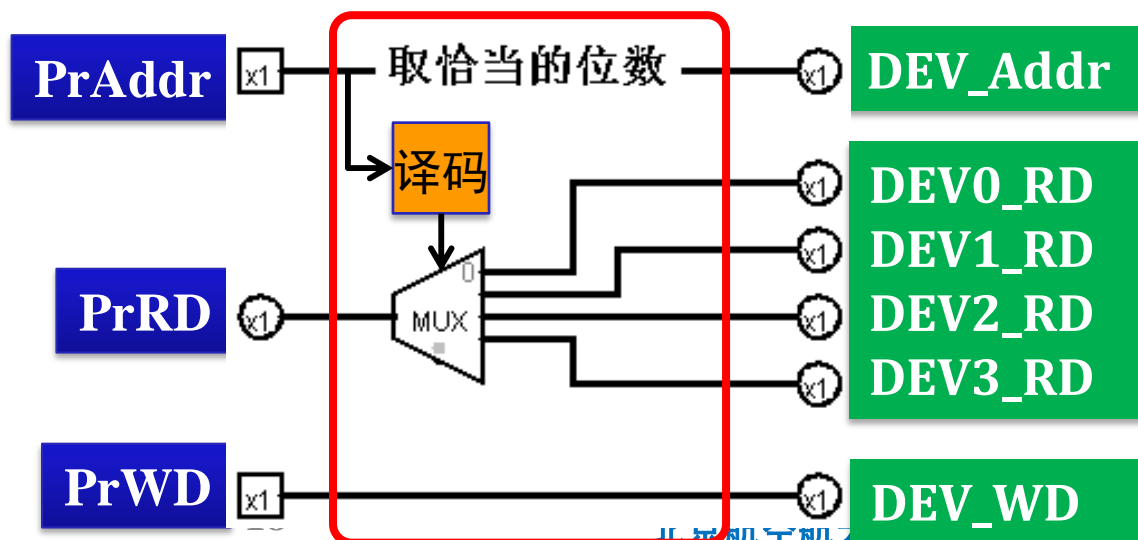 PrAddr
x1
取恰当的位数
x1
DEV_Addr
译码
x1
DEV0_RD
x1
DEV1_RD
0
PrRD
x1
MUX
x1
DEV2_RD
x1
DEV3_RD
PrWD
x1
x1
DEV_WD